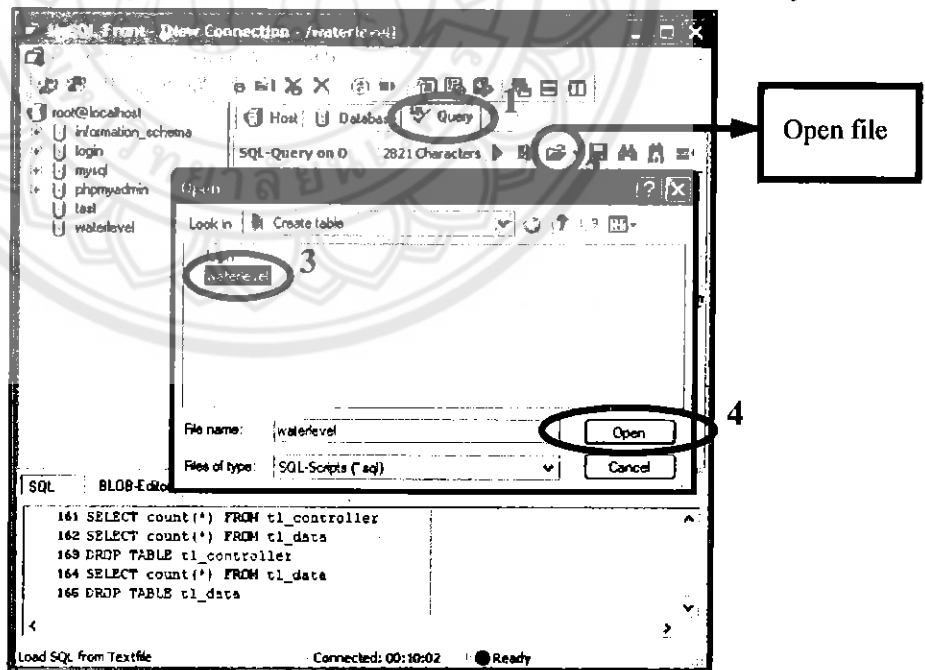 MySQL-Front - [New Connection - /waterlevel]
root@localhost
information_schema
login
mysql
phpmyadmin
test
waterlevel
Host Database Query 1
SQL-Query on 0 2821 Characters
Open file
Open
Look in Create table
login
waterlevel 3
File name: waterlevel Open 4
Files of type: SQL-Scripts (*.sql) Cancel
SQL BLOB-Editor
161 SELECT count(*) FROM tl_controller
162 SELECT count(*) FROM tl_data
163 DROP TABLE tl_controller
164 SELECT count(*) FROM tl_data
165 DROP TABLE tl_data
Load SQL from Textfile Connected: 00:10:02 Ready